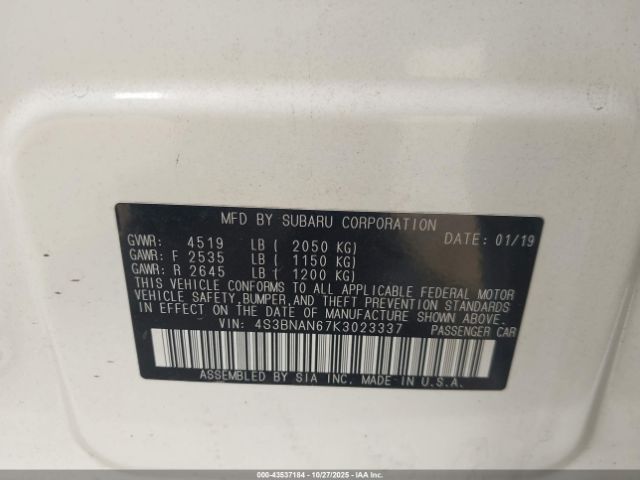 MFD BY SUBARU CORPORATION
DATE: 01/19
GVWR: 4519 LB ( 2050 KG)
GAWR: F 2535 LB ( 1150 KG)
GAWR: R 2645 LB ( 1200 KG)
THIS VEHICLE CONFORMS TO ALL APPLICABLE FEDERAL MOTOR
VEHICLE SAFETY, BUMPER, AND THEFT PREVENTION STANDARDS
IN EFFECT ON THE DATE OF MANUFACTURE SHOWN ABOVE.
VIN: 4S3BNAN67K3023337
PASSENGER CAR
ASSEMBLED BY SIA INC. MADE IN U.S.A.
000-43537184 - 10/27/2025 - IAAI.COM